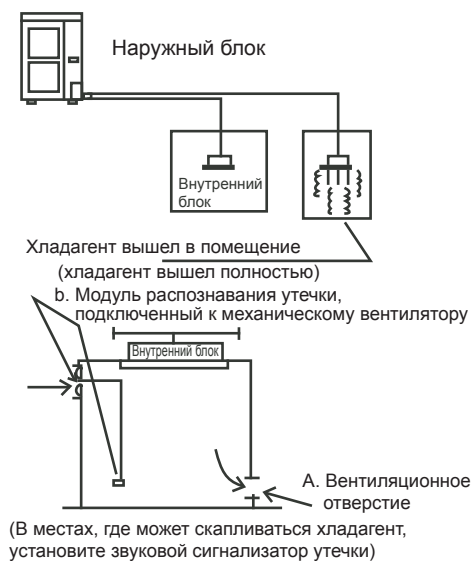 Наружный блок
Внутренний
блок
Хладагент вышел в помещение
(хладагент вышел полностью)
b. Модуль распознавания утечки,
подключенный к механическому вентилятору
Внутренний блок
А. Вентиляционное
отверстие
(В местах, где может скапливаться хладагент,
установите звуковой сигнализатор утечки)